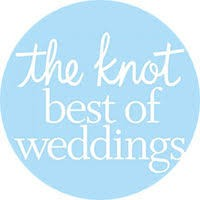 the knot
best of
weddings